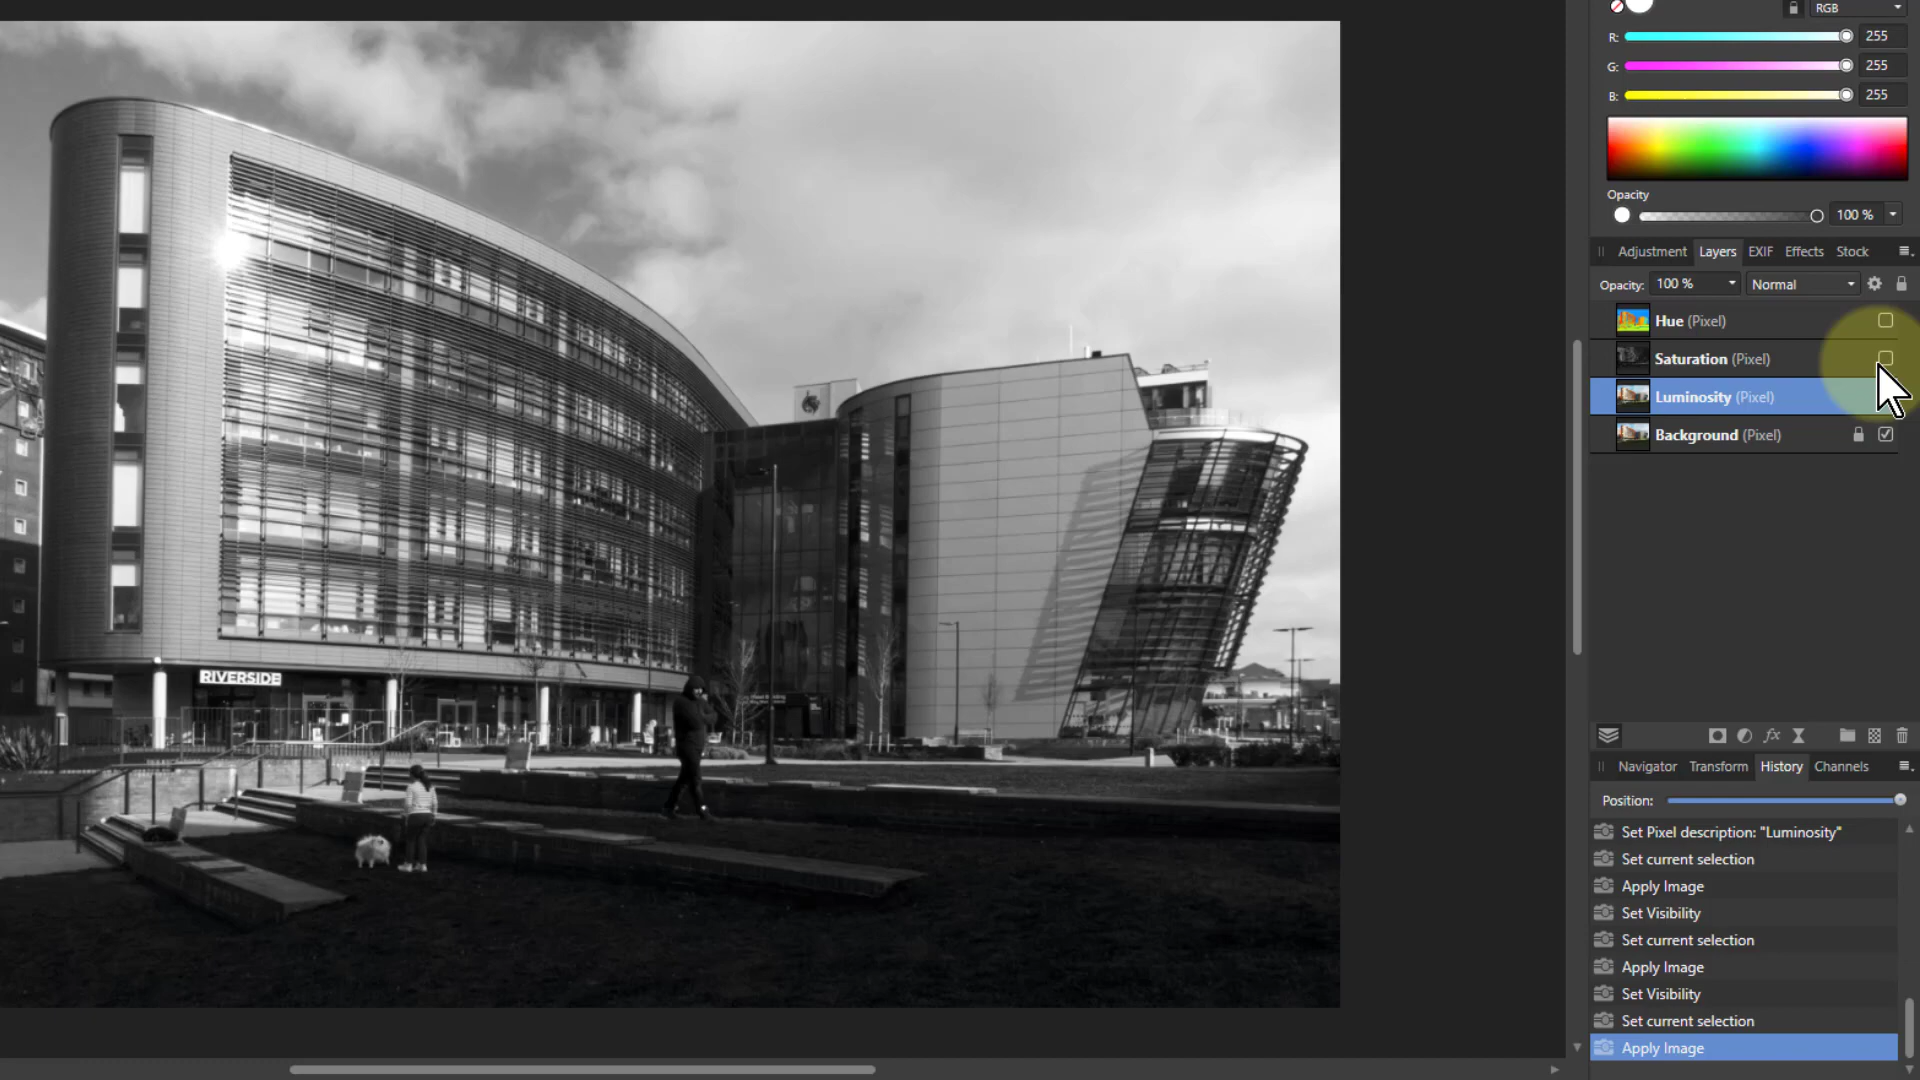 RGB
R: 255
G: 255
B: 255
Opacity
100 %
Adjustment Layers EXIF Effects Stock
Opacity: 100 % Normal
Hue (Pixel)
Saturation (Pixel)
Luminosity (Pixel)
Background (Pixel)
RIVERSIDE
Navigator Transform History Channels
Position:
Set Pixel description: "Luminosity"
Set current selection
Apply Image
Set Visibility
Set current selection
Apply Image
Set Visibility
Set current selection
Apply Image